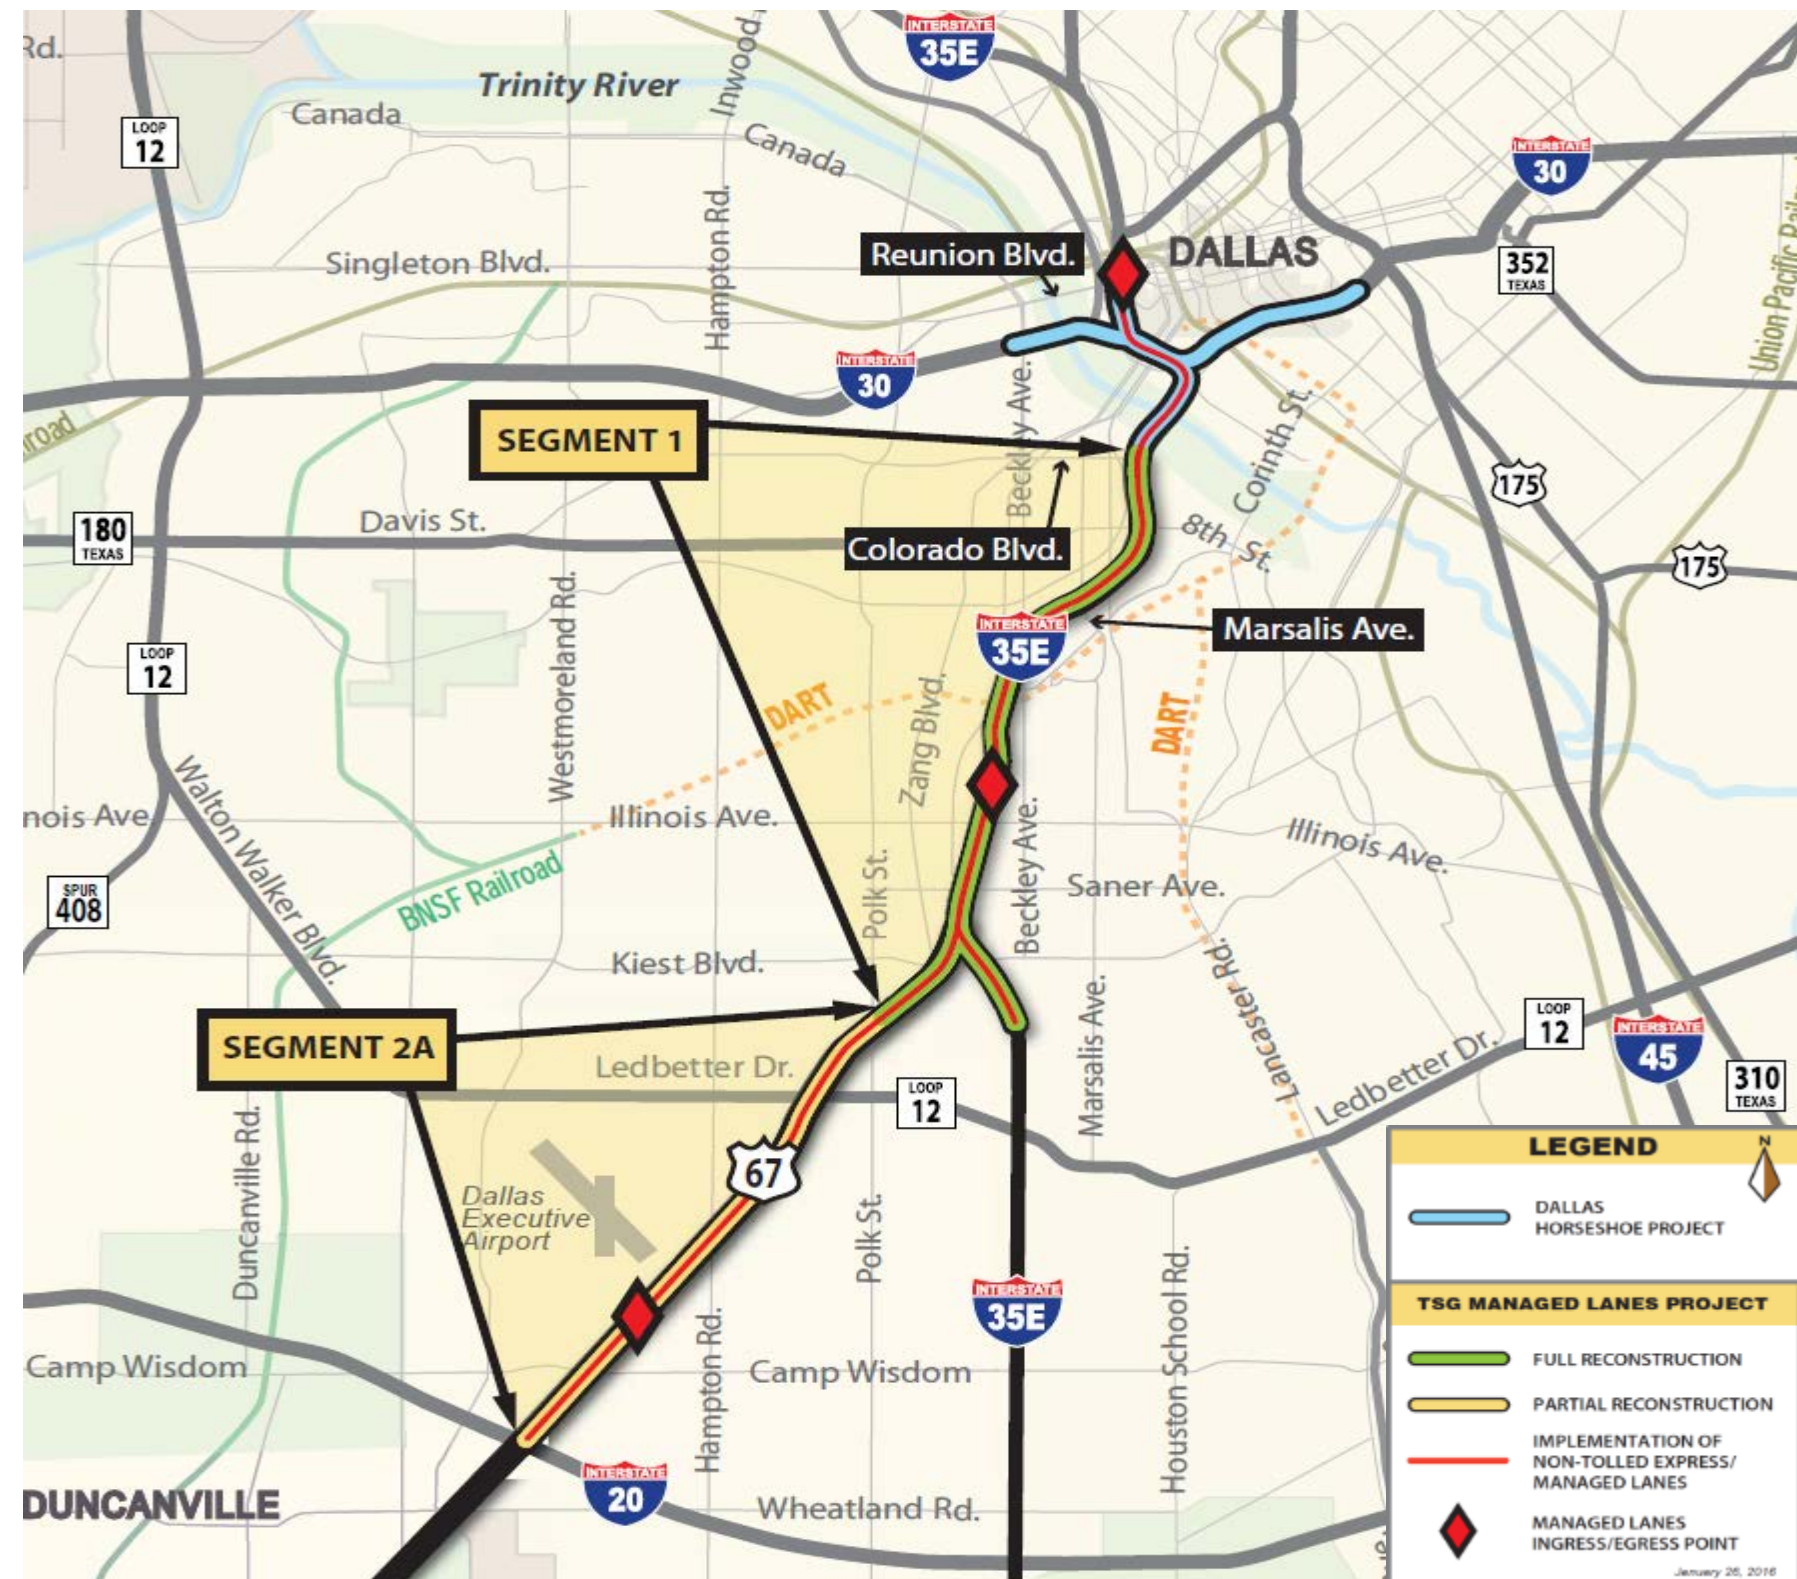 Rd.
INTERSTATE
35E
Trinity River
Inwood
Canada
LOOP
12
Canada
INTERSTATE
30
Hampton Rd.
Reunion Blvd.
DALLAS
Singleton Blvd.
352
TEXAS
Union Pacific
INTERSTATE
30
Beckley Ave.
Corinth St.
SEGMENT 1
175
Davis St.
180
TEXAS
Colorado Blvd.
8th St.
175
Westmoreland Rd.
INTERSTATE
35E
Marsalis Ave.
LOOP
12
DART
Zang Blvd.
DART
Walton Walker Blvd.
nois Ave.
Illinois Ave.
Illinois Ave.
Beckley Ave.
SPUR
408
BNSF Railroad
Polk St.
Saner Ave.
Kiest Blvd.
Lancaster Rd.
Marsalis Ave.
SEGMENT 2A
Ledbetter Dr.
LOOP
12
LOOP
12
INTERSTATE
45
Ledbetter Dr.
Lancaster
310
TEXAS
Duncanville Rd.
67
Dallas
Executive
Airport
Polk St.
Houston School Rd.
INTERSTATE
35E
Hampton Rd.
Camp Wisdom
Camp Wisdom
INTERSTATE
20
DUNCANVILLE
Wheatland Rd.
LEGEND
N
DALLAS
HORSESHOE PROJECT
TSG MANAGED LANES PROJECT
FULL RECONSTRUCTION
PARTIAL RECONSTRUCTION
IMPLEMENTATION OF
NON-TOLLED EXPRESS/
MANAGED LANES
MANAGED LANES
INGRESS/EGRESS POINT
January 26, 2016